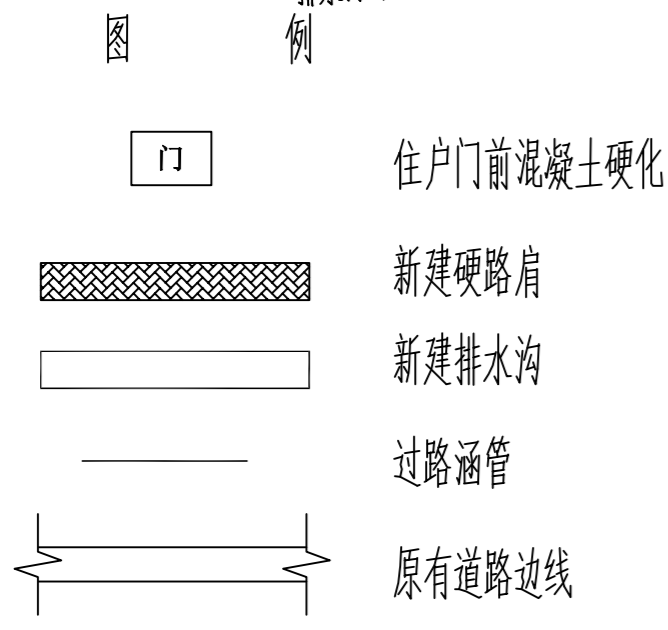 图 例
门 住户门前混凝土硬化
新建硬路肩
新建排水沟
过路涵管
原有道路边线